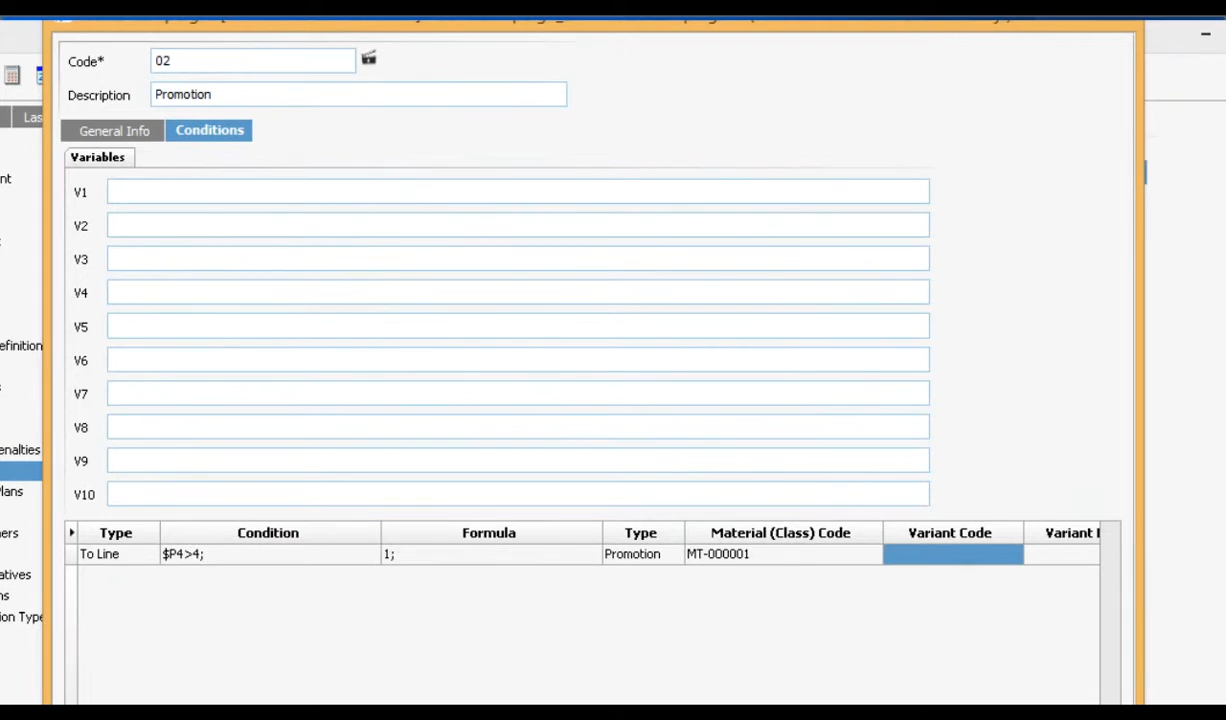 Code* 02
Description Promotion
Las
General Info Conditions
Variables
nt
V1
V2
V3
V4
V5
efinition
V6
V7
V8
enalties
V9
lans
V10
ers
Type Condition Formula Type Material (Class) Code Variant Code Variant
To Line $P4>4; 1; Promotion MT-000001
atives
ns
ion Type